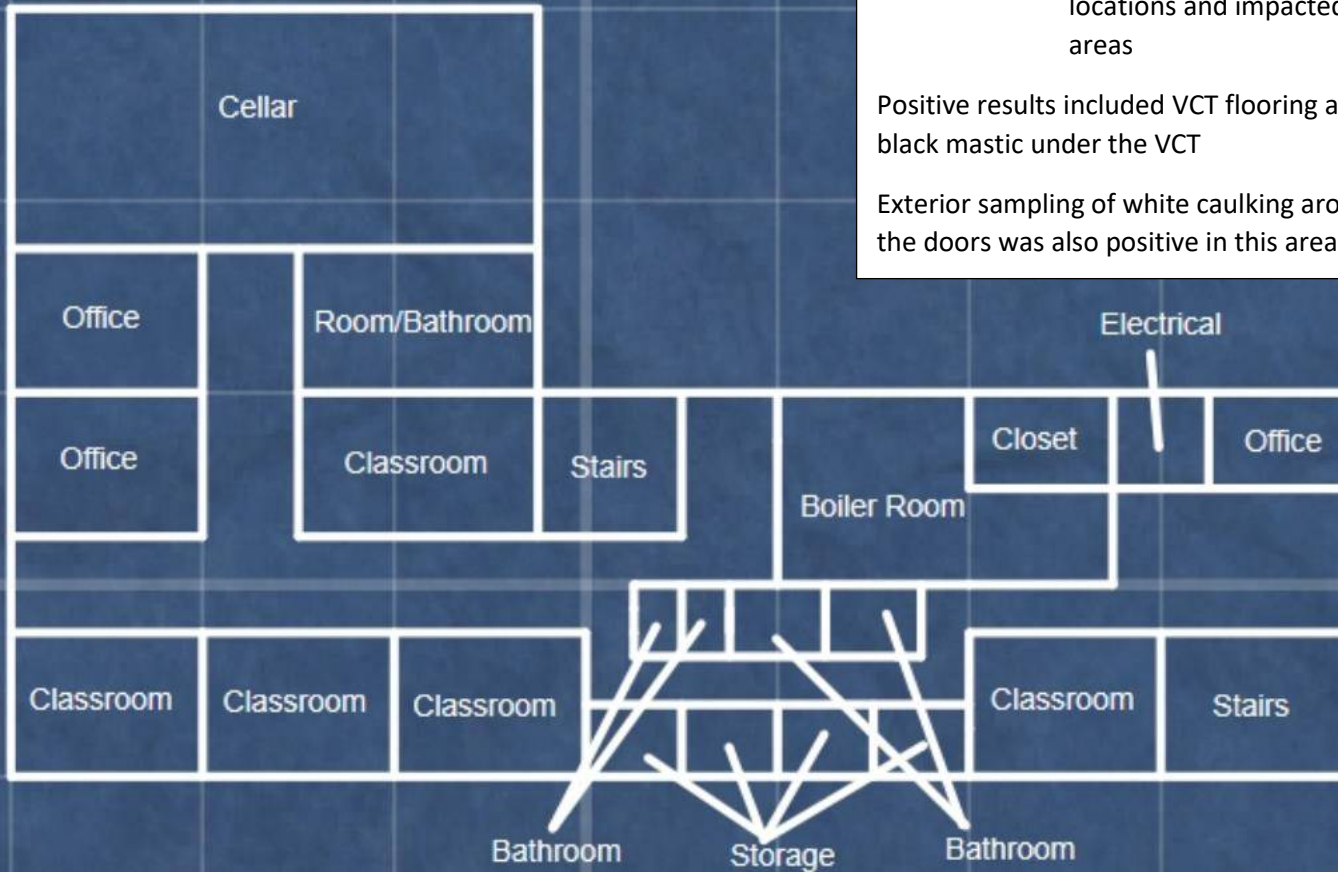 locations and impacted
areas
Positive results included VCT flooring a
black mastic under the VCT
Exterior sampling of white caulking aro
the doors was also positive in this area
Cellar
Office
Room/Bathroom
Electrical
Office
Classroom
Stairs
Closet
Office
Boiler Room
Classroom
Classroom
Classroom
Classroom
Stairs
Bathroom
Storage
Bathroom